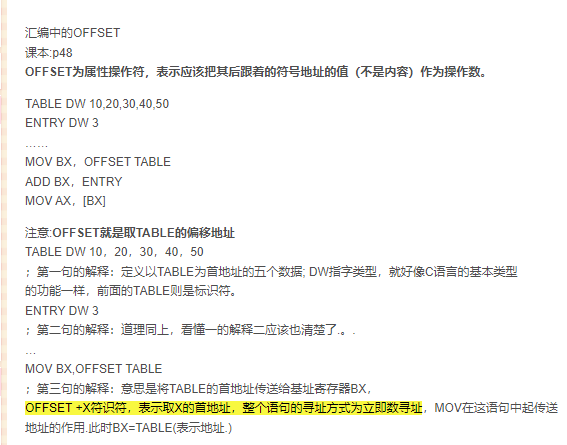 汇编中的OFFSET
课本:p48
OFFSET为属性操作符，表示应该把其后跟着的符号地址的值（不是内容）作为操作数。
TABLE DW 10,20,30,40,50
ENTRY DW 3
……
MOV BX，OFFSET TABLE
ADD BX，ENTRY
MOV AX，[BX]
注意:OFFSET就是取TABLE的偏移地址
TABLE DW 10，20，30，40，50
；第一句的解释：定义以TABLE为首地址的五个数据; DW指字类型，就好像C语言的基本类型
的功能一样，前面的TABLE则是标识符。
ENTRY DW 3
；第二句的解释：道理同上，看懂一的解释二应该也清楚了.。.
...
MOV BX,OFFSET TABLE
；第三句的解释：意思是将TABLE的首地址传送给基址寄存器BX，
OFFSET +X符识符，表示取X的首地址，整个语句的寻址方式为立即数寻址，MOV在这语句中起传送
地址的作用.此时BX=TABLE(表示地址.)